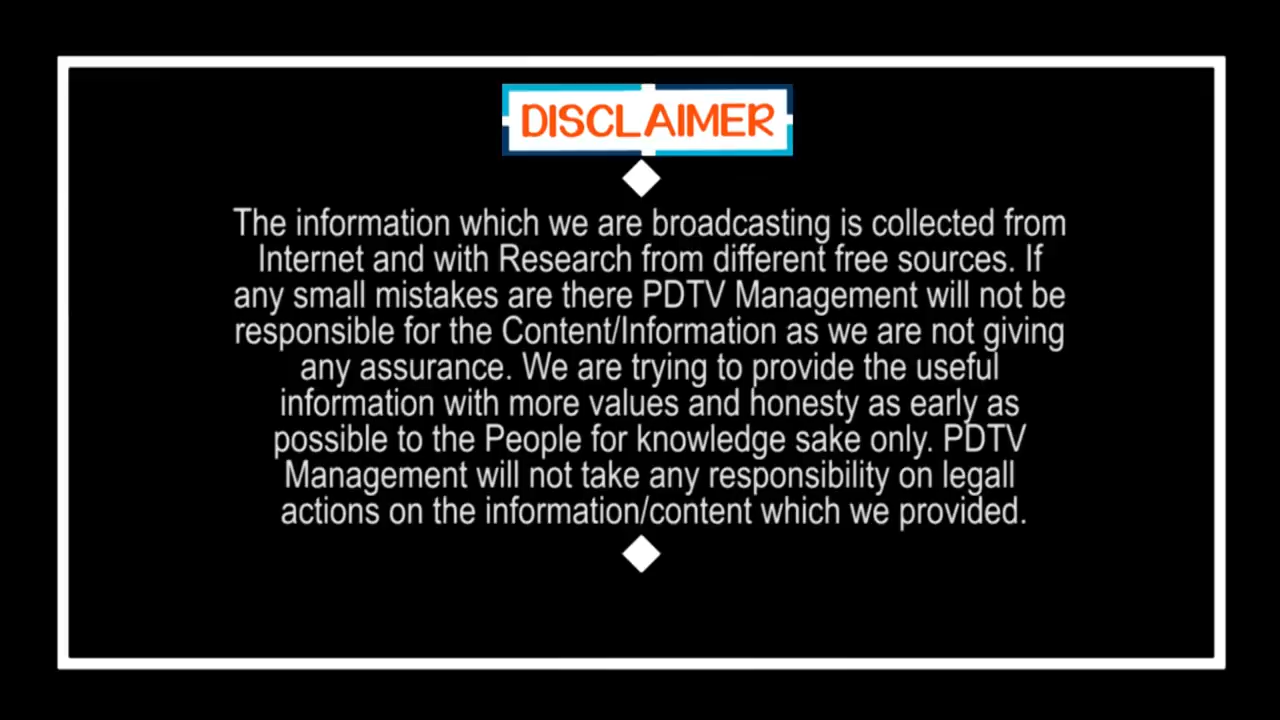 DISCLAIMER
The information which we are broadcasting is collected from
Internet and with Research from different free sources. If
any small mistakes are there PDTV Management will not be
responsible for the Content/Information as we are not giving
any assurance. We are trying to provide the useful
information with more values and honesty as early as
possible to the People for knowledge sake only. PDTV
Management will not take any responsibility on legall
actions on the information/content which we provided.